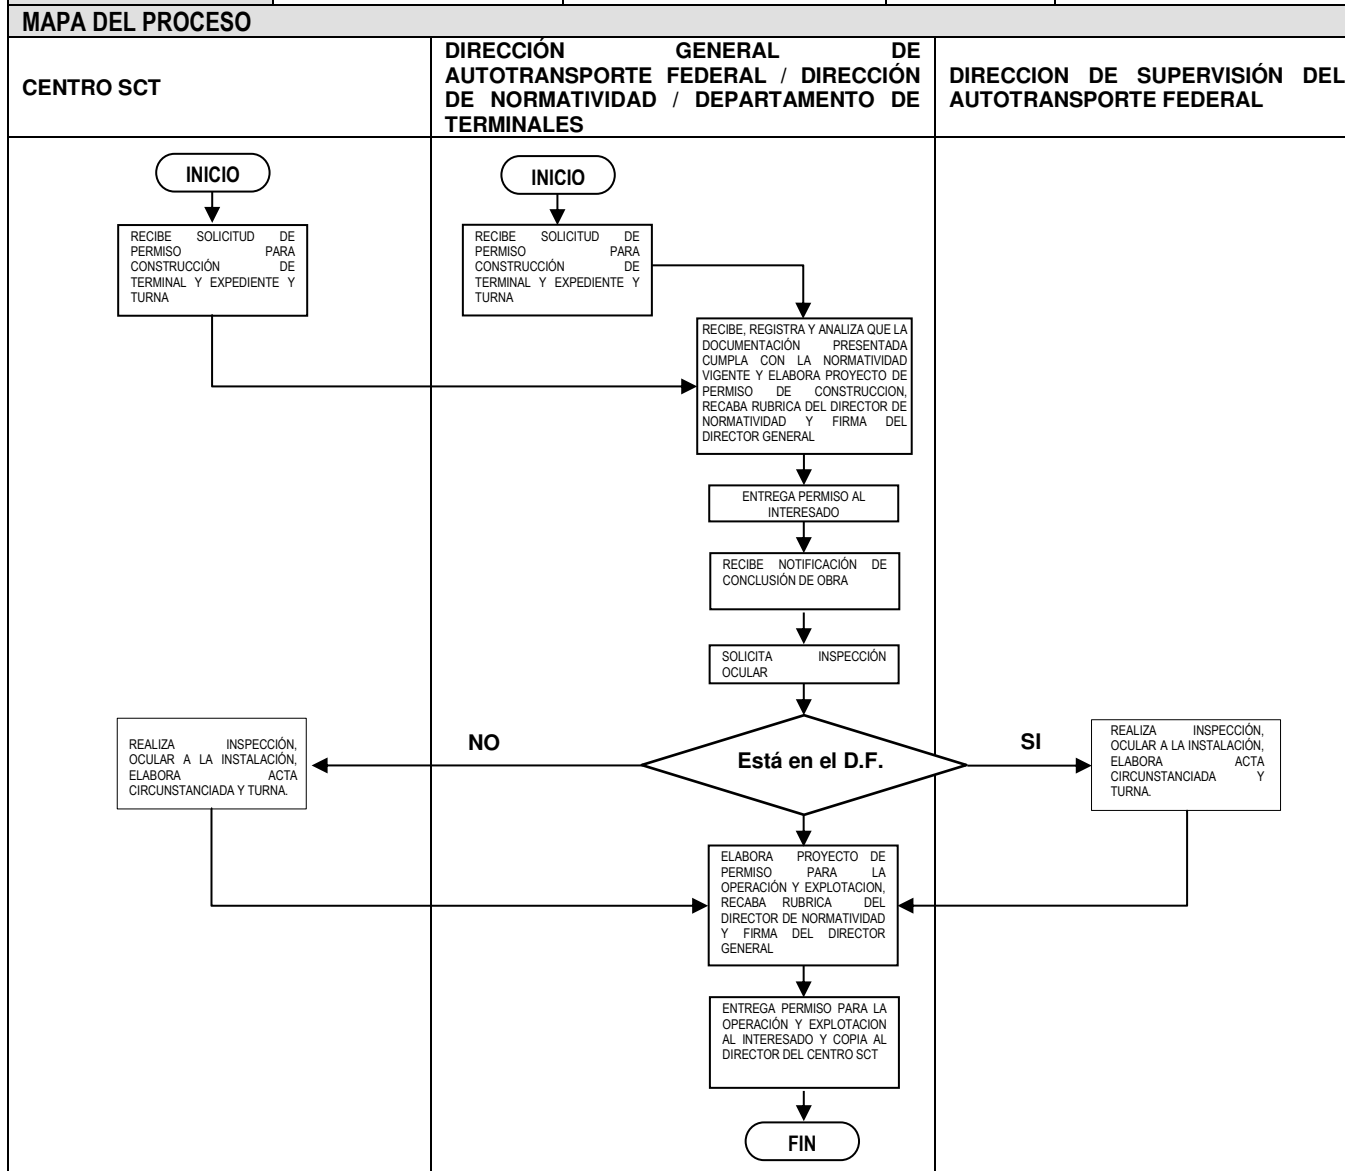 MAPA DEL PROCESO
CENTRO SCT
DIRECCIÓN GENERAL DE
AUTOTRANSPORTE FEDERAL / DIRECCIÓN
DE NORMATIVIDAD / DEPARTAMENTO DE
TERMINALES
DIRECCION DE SUPERVISIÓN DEL
AUTOTRANSPORTE FEDERAL
INICIO
INICIO
RECIBE SOLICITUD DE
PERMISO PARA
CONSTRUCCIÓN DE
TERMINAL Y EXPEDIENTE Y
TURNA
RECIBE SOLICITUD DE
PERMISO PARA
CONSTRUCCIÓN DE
TERMINAL Y EXPEDIENTE Y
TURNA
RECIBE, REGISTRA Y ANALIZA QUE LA
DOCUMENTACIÓN PRESENTADA
CUMPLA CON LA NORMATIVIDAD
VIGENTE Y ELABORA PROYECTO DE
PERMISO DE CONSTRUCCION,
RECABA RUBRICA DEL DIRECTOR DE
NORMATIVIDAD Y FIRMA DEL
DIRECTOR GENERAL
ENTREGA PERMISO AL
INTERESADO
RECIBE NOTIFICACIÓN DE
CONCLUSIÓN DE OBRA
SOLICITA INSPECCIÓN
OCULAR
REALIZA INSPECCIÓN,
OCULAR A LA INSTALACIÓN,
ELABORA ACTA
CIRCUNSTANCIADA Y TURNA.
NO
Está en el D.F.
SI
REALIZA INSPECCIÓN,
OCULAR A LA INSTALACIÓN,
ELABORA ACTA
CIRCUNSTANCIADA Y
TURNA.
ELABORA PROYECTO DE
PERMISO PARA LA
OPERACIÓN Y EXPLOTACION,
RECABA RUBRICA DEL
DIRECTOR DE NORMATIVIDAD
Y FIRMA DEL DIRECTOR
GENERAL
ENTREGA PERMISO PARA LA
OPERACIÓN Y EXPLOTACION
AL INTERESADO Y COPIA AL
DIRECTOR DEL CENTRO SCT
FIN